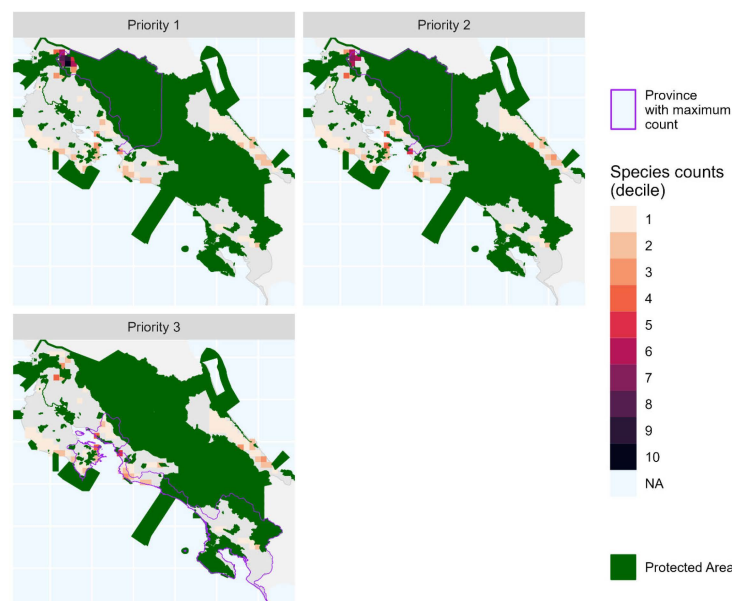 Priority 1
Priority 2
Priority 3
Province
with maximum
count
Species counts
(decile)
1
2
3
4
5
6
7
8
9
10
NA
Protected Area